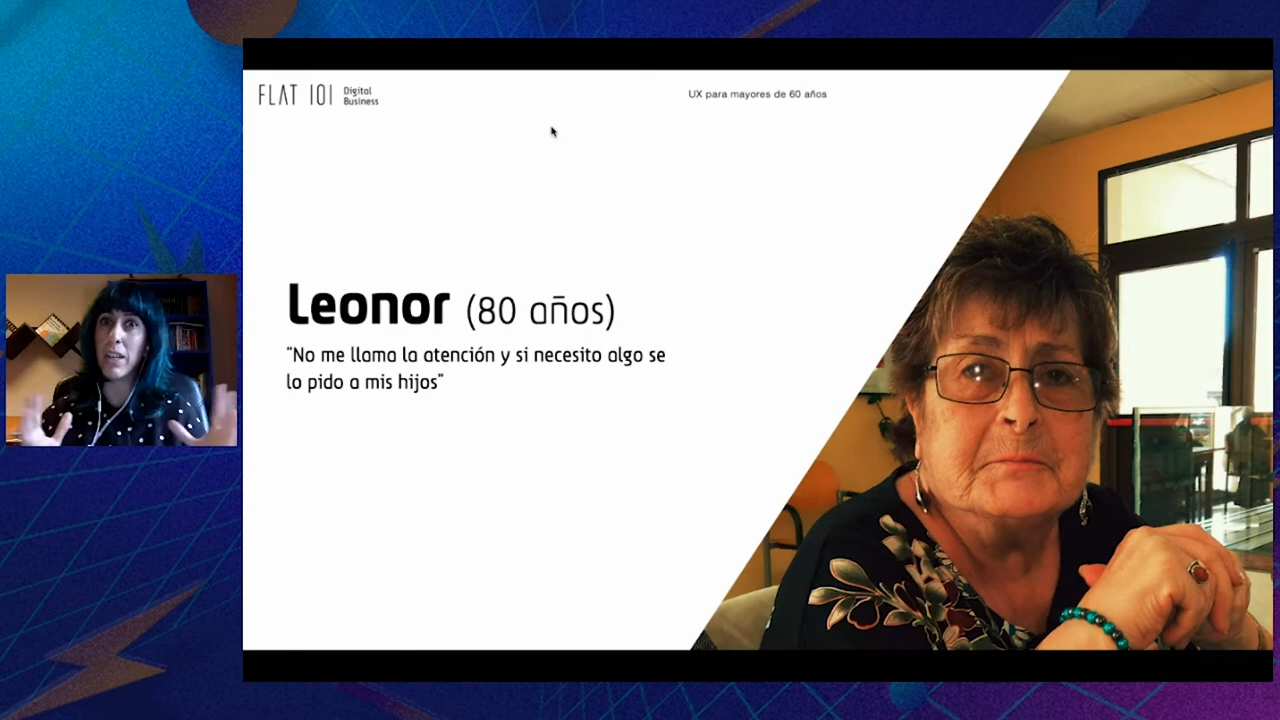 FLAT 101
Digital
Business
UX para mayores de 60 años
Leonor (80 años)
"No me llama la atención y si necesito algo se
lo pido a mis hijos"